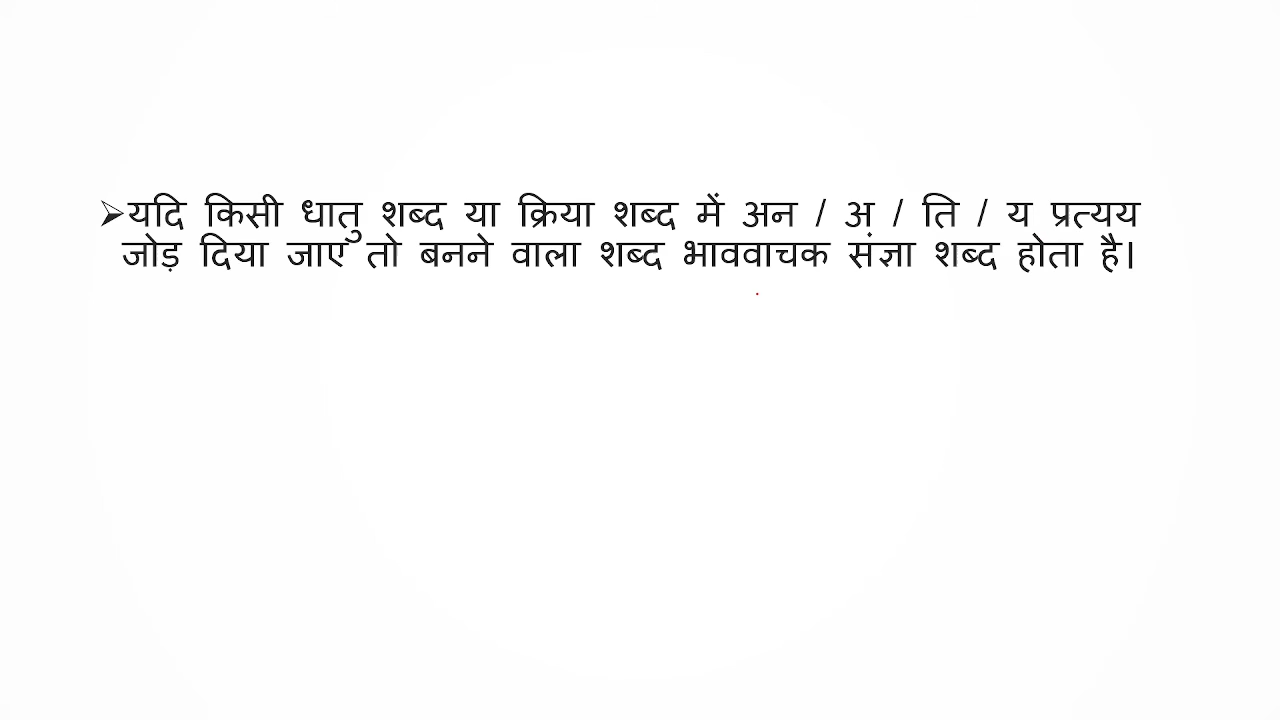 ➢यदि किसी धातु शब्द या क्रिया शब्द में अन / अ / ति / य प्रत्यय
जोड़ दिया जाए तो बनने वाला शब्द भाववाचक संज्ञा शब्द होता है।